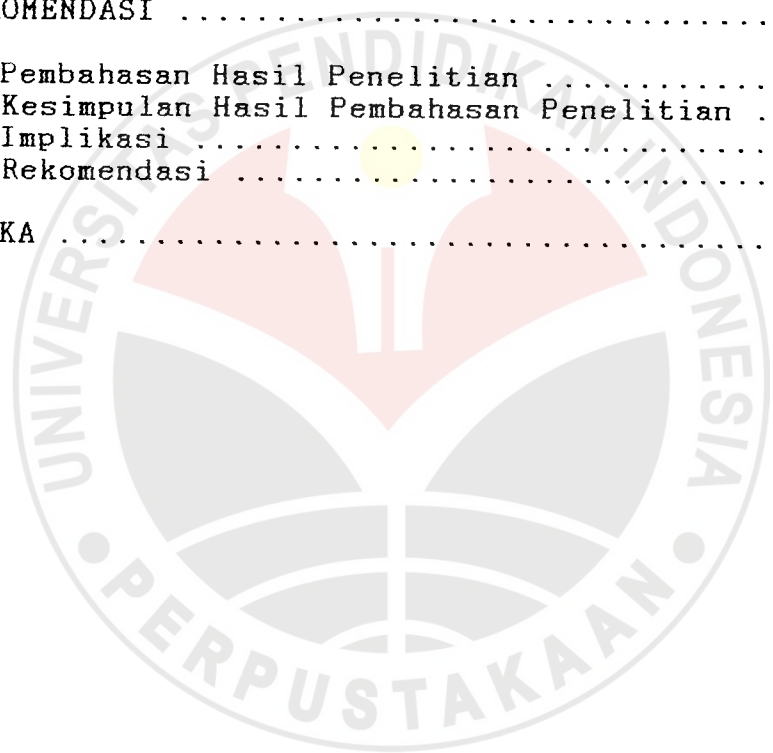 OMENDASI ..............................
Pembahasan Hasil Penelitian ............
Kesimpulan Hasil Pembahasan Penelitian .
Implikasi ..............................
Rekomendasi ...........................
KA ....................................
UNIVERSITAS PENDIDIKAN INDONESIA
PERPUSTAKAAN